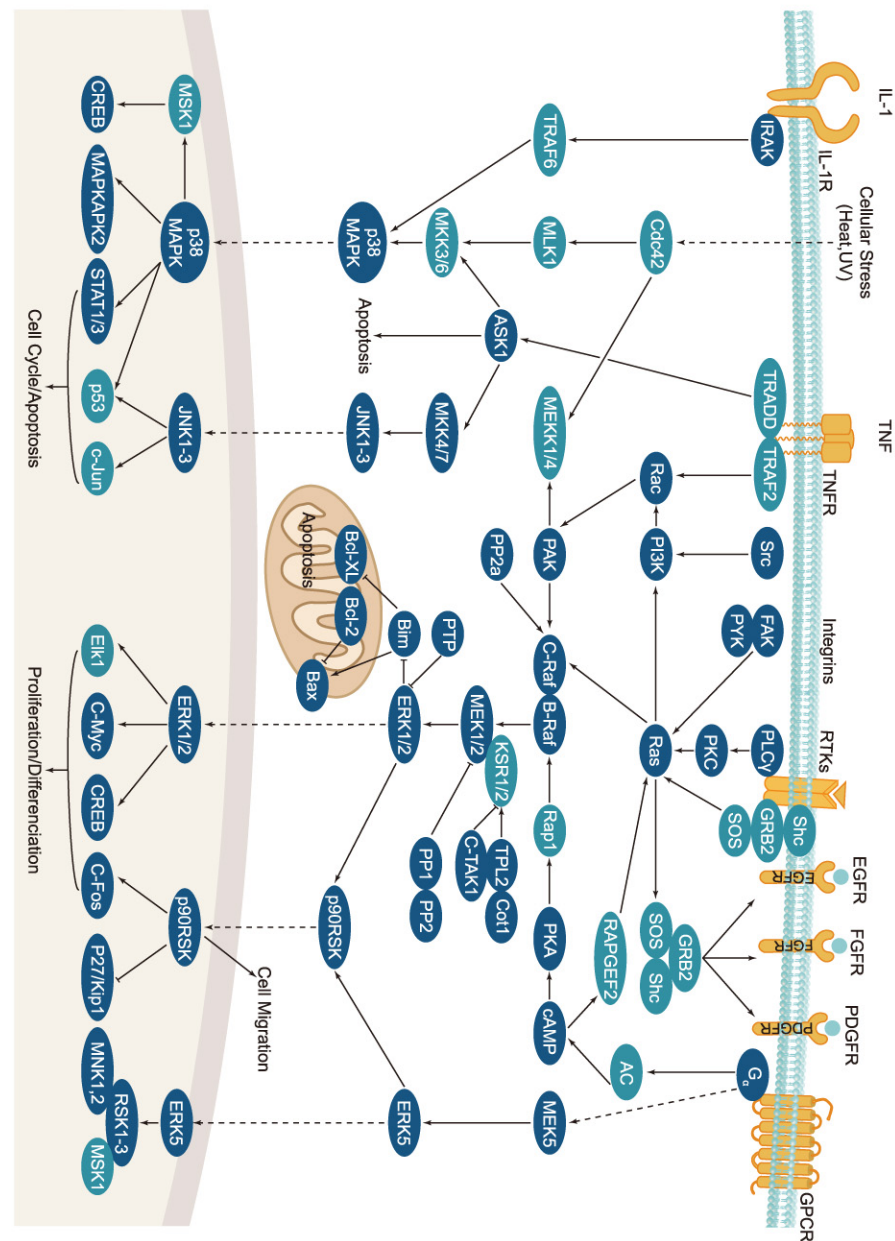 IL-1
IL-1R
Cellular Stress
(Heat,UV)
TNF
TNFR
Integrins
RTKs
EGFR
FGFR
PDGFR
GPCR
EGFR
FGFR
PDGFR
IRAK
TRADD
TRAF2
Src
FAK
PYK
PLCγ
PKC
Shc
GRB2
SOS
Gα
TRAF6
Cdc42
MLK1
Rac
PI3K
Ras
GRB2
SOS
Shc
RAPGEF2
AC
cAMP
PKA
Rap1
MEK5
MEKK1/4
PAK
PP2a
C-Raf
B-Raf
ASK1
MKK3/6
MKK4/7
p38
MAPK
Apoptosis
JNK1-3
PTP
Bim
Bcl-XL
Bcl-2
Bax
Apoptosis
MEK1/2
KSR1/2
C-TAK1
TPL2
Cot1
PP1
PP2
ERK1/2
p90RSK
ERK5
p38
MAPK
JNK1-3
ERK1/2
p90RSK
Cell Migration
ERK5
MSK1
CREB
MAPKAPK2
STAT1/3
p53
c-Jun
Elk1
C-Myc
CREB
C-Fos
P27/Kip1
MNK1,2
RSK1-3
MSK1
Cell Cycle/Apoptosis
Proliferation/Differenciation